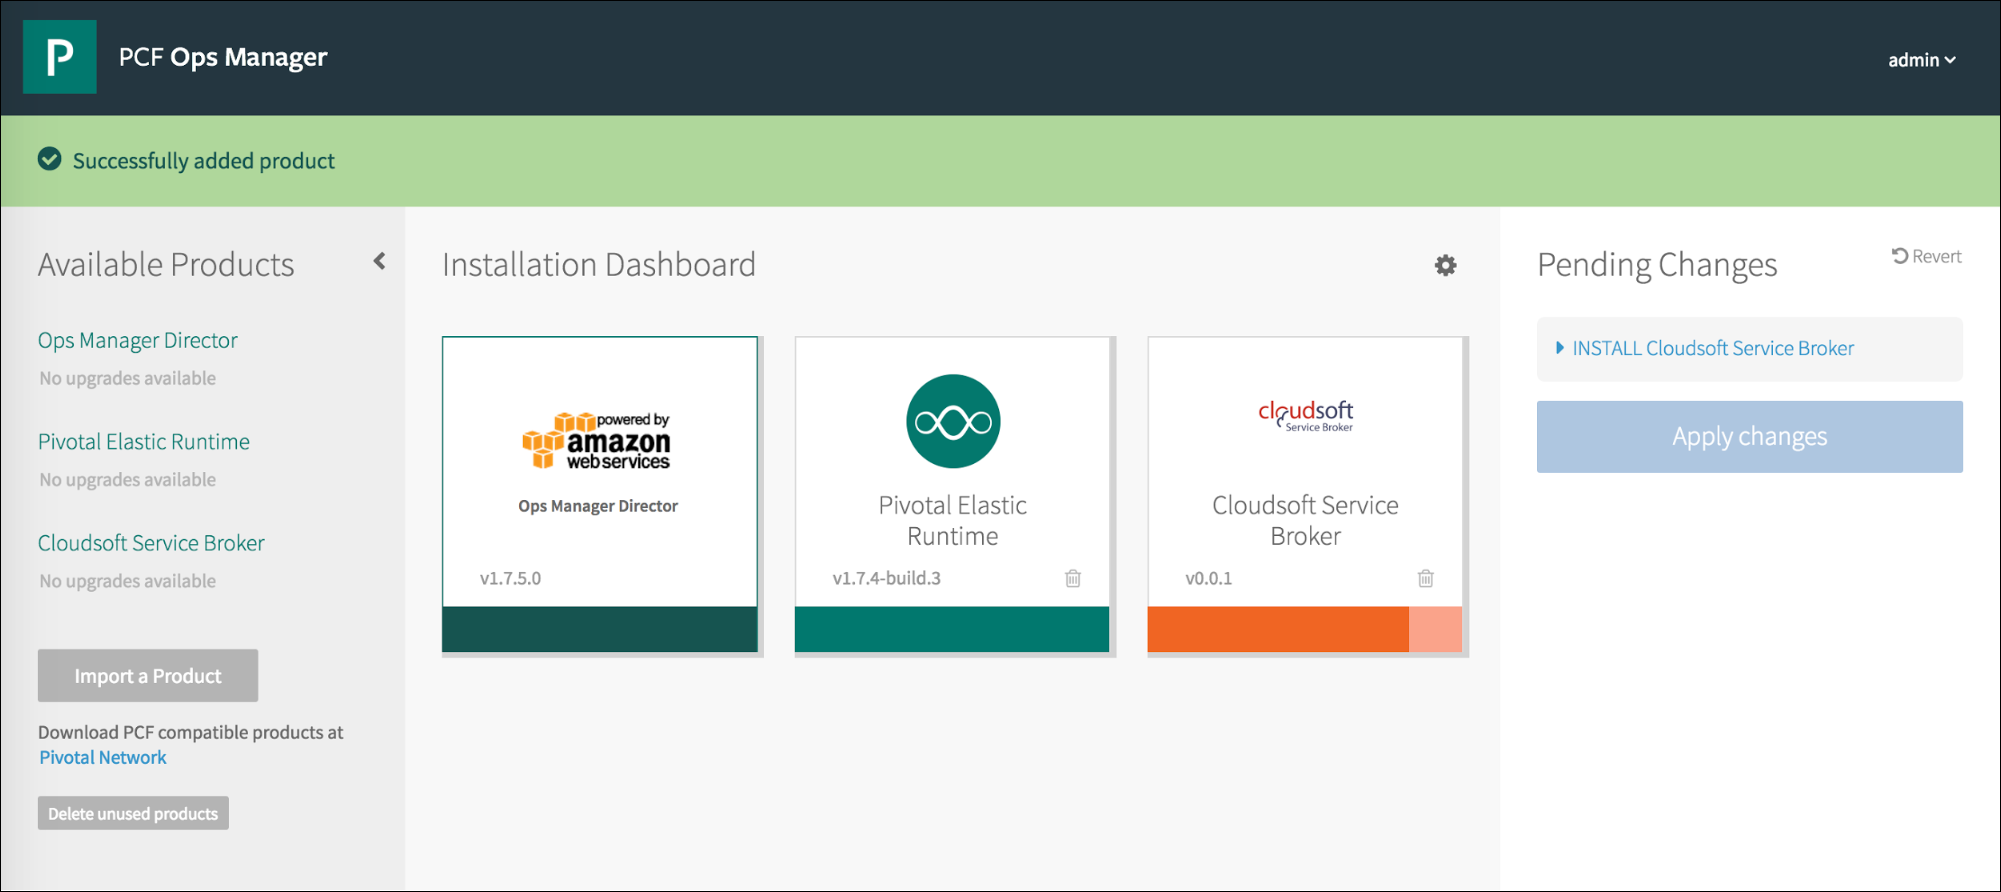 P
PCF Ops Manager
admin
Successfully added product
Available Products
Ops Manager Director
No upgrades available
Pivotal Elastic Runtime
No upgrades available
Cloudsoft Service Broker
No upgrades available
Import a Product
Download PCF compatible products at
Pivotal Network
Delete unused products
Installation Dashboard
powered by
amazon
web services
Ops Manager Director
v1.7.5.0
Pivotal Elastic
Runtime
v1.7.4-build.3
cloudsoft
Service Broker
Cloudsoft Service
Broker
v0.0.1
Pending Changes
Revert
INSTALL Cloudsoft Service Broker
Apply changes